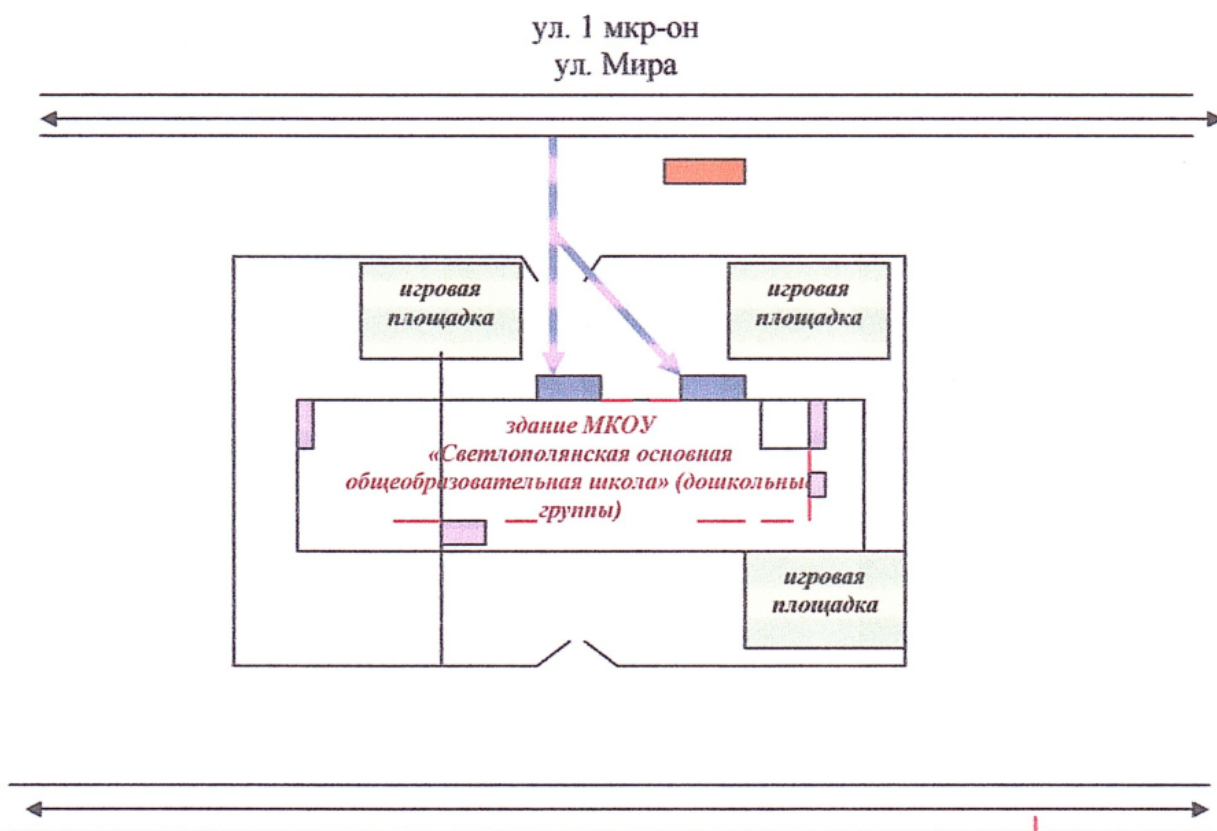 ул. 1 мкр-он
ул. Мира
игровая
площадка
игровая
площадка
здание МКОУ
«Светлополянская основная
общеобразовательная школа» (дошкольные
группы)
игровая
площадка